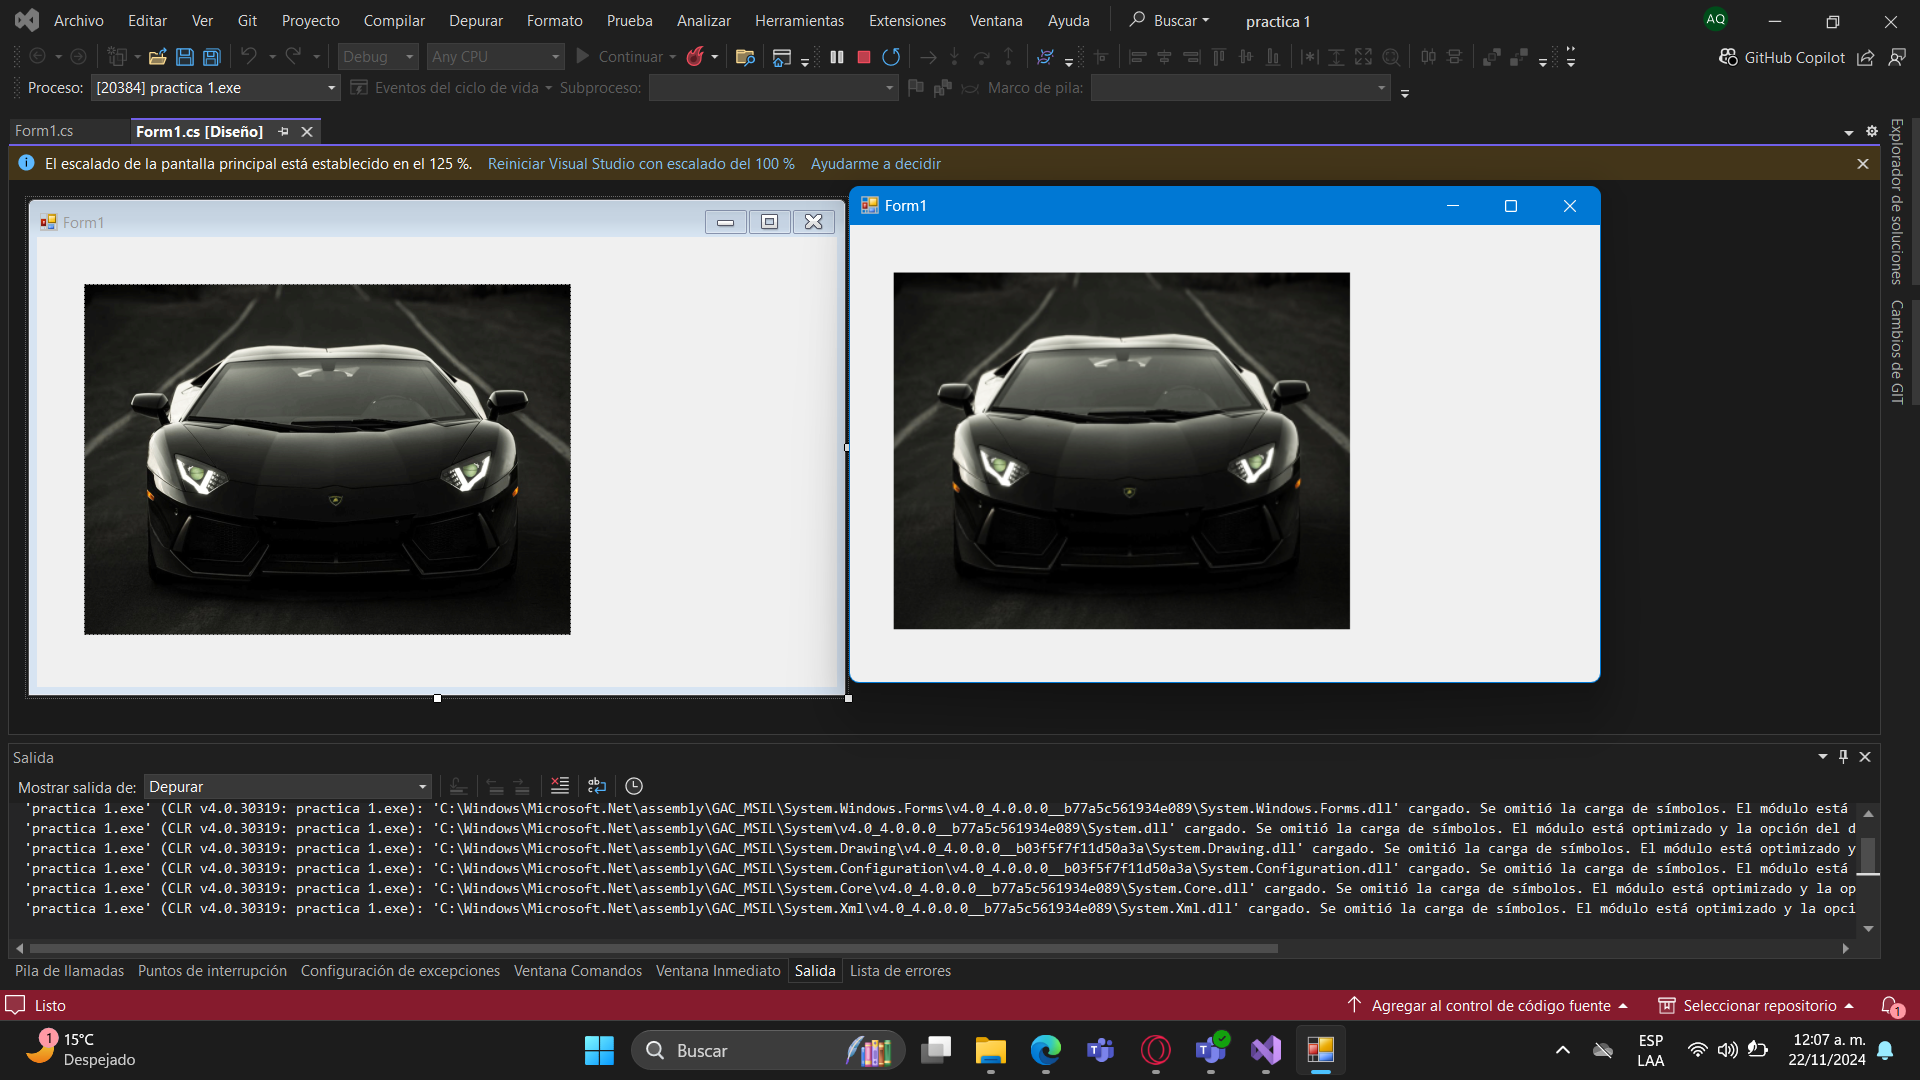 Archivo Editar Ver Git Proyecto Compilar Depurar Formato Prueba Analizar Herramientas Extensiones Ventana Ayuda Buscar practica 1 AQ
Debug Any CPU Continuar GitHub Copilot
Proceso: [20384] practica 1.exe Eventos del ciclo de vida Subproceso: Marco de pila:
Form1.cs Form1.cs [Diseño]
El escalado de la pantalla principal está establecido en el 125 %. Reiniciar Visual Studio con escalado del 100 % Ayudarme a decidir
Explorador de soluciones
Cambios de GIT
Form1
Form1
Salida
Mostrar salida de: Depurar
'practica 1.exe' (CLR v4.0.30319: practica 1.exe): 'C:\Windows\Microsoft.Net\assembly\GAC_MSIL\System.Windows.Forms\v4.0_4.0.0.0__b77a5c561934e089\System.Windows.Forms.dll' cargado. Se omitió la carga de símbolos. El módulo está
'practica 1.exe' (CLR v4.0.30319: practica 1.exe): 'C:\Windows\Microsoft.Net\assembly\GAC_MSIL\System\v4.0_4.0.0.0__b77a5c561934e089\System.dll' cargado. Se omitió la carga de símbolos. El módulo está optimizado y la opción del d
'practica 1.exe' (CLR v4.0.30319: practica 1.exe): 'C:\Windows\Microsoft.Net\assembly\GAC_MSIL\System.Drawing\v4.0_4.0.0.0__b03f5f7f11d50a3a\System.Drawing.dll' cargado. Se omitió la carga de símbolos. El módulo está optimizado y
'practica 1.exe' (CLR v4.0.30319: practica 1.exe): 'C:\Windows\Microsoft.Net\assembly\GAC_MSIL\System.Configuration\v4.0_4.0.0.0__b03f5f7f11d50a3a\System.Configuration.dll' cargado. Se omitió la carga de símbolos. El módulo está
'practica 1.exe' (CLR v4.0.30319: practica 1.exe): 'C:\Windows\Microsoft.Net\assembly\GAC_MSIL\System.Core\v4.0_4.0.0.0__b77a5c561934e089\System.Core.dll' cargado. Se omitió la carga de símbolos. El módulo está optimizado y la op
'practica 1.exe' (CLR v4.0.30319: practica 1.exe): 'C:\Windows\Microsoft.Net\assembly\GAC_MSIL\System.Xml\v4.0_4.0.0.0__b77a5c561934e089\System.Xml.dll' cargado. Se omitió la carga de símbolos. El módulo está optimizado y la opci
Pila de llamadas Puntos de interrupción Configuración de excepciones Ventana Comandos Ventana Inmediato Salida Lista de errores
Listo Agregar al control de código fuente Seleccionar repositorio 1
1 15°C
Despejado
Buscar
ESP
LAA
12:07 a. m.
22/11/2024